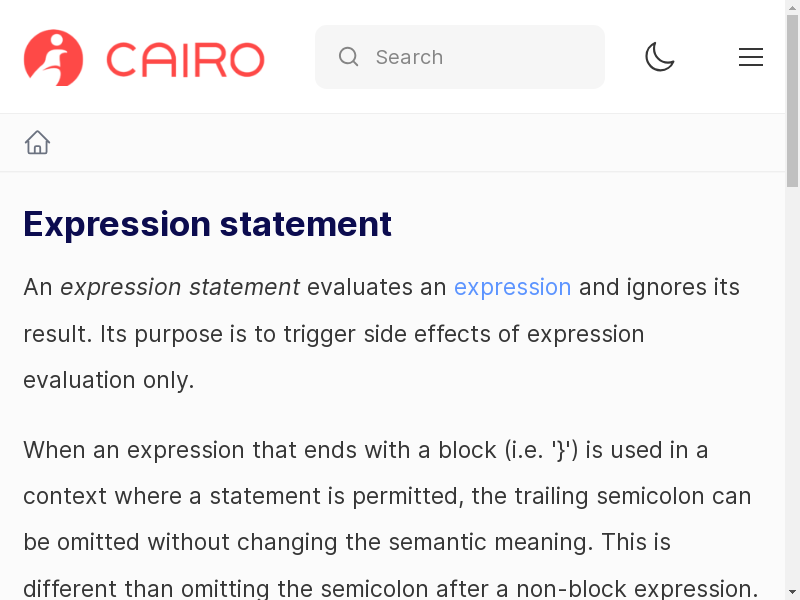 CAIRO
Search
Expression statement
An expression statement evaluates an expression and ignores its
result. Its purpose is to trigger side effects of expression
evaluation only.
When an expression that ends with a block (i.e. '}') is used in a
context where a statement is permitted, the trailing semicolon can
be omitted without changing the semantic meaning. This is
different than omitting the semicolon after a non-block expression.